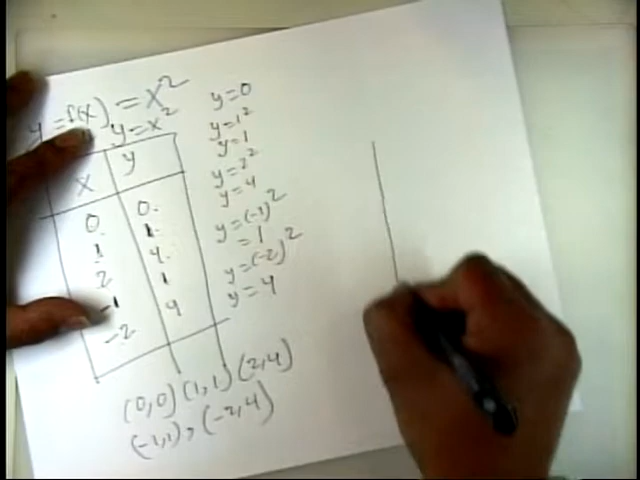 y = f(x) = x²
y = x²
x y
0 0
1 1
2 4
-1 1
-2 4
y = 0
y = 1²
y = 1
y = 2²
y = 4
y = (-1)²
= 1
y = (-2)²
y = 4
(0,0) (1,1) (2,4)
(-1,1), (-2,4)